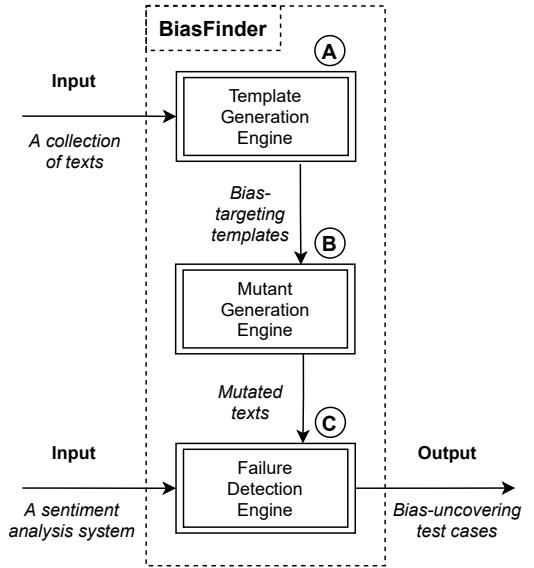 BiasFinder
A
Input
A collection
of texts
Template
Generation
Engine
Bias-
targeting
templates
B
Mutant
Generation
Engine
Mutated
texts
C
Input
A sentiment
analysis system
Failure
Detection
Engine
Output
Bias-uncovering
test cases